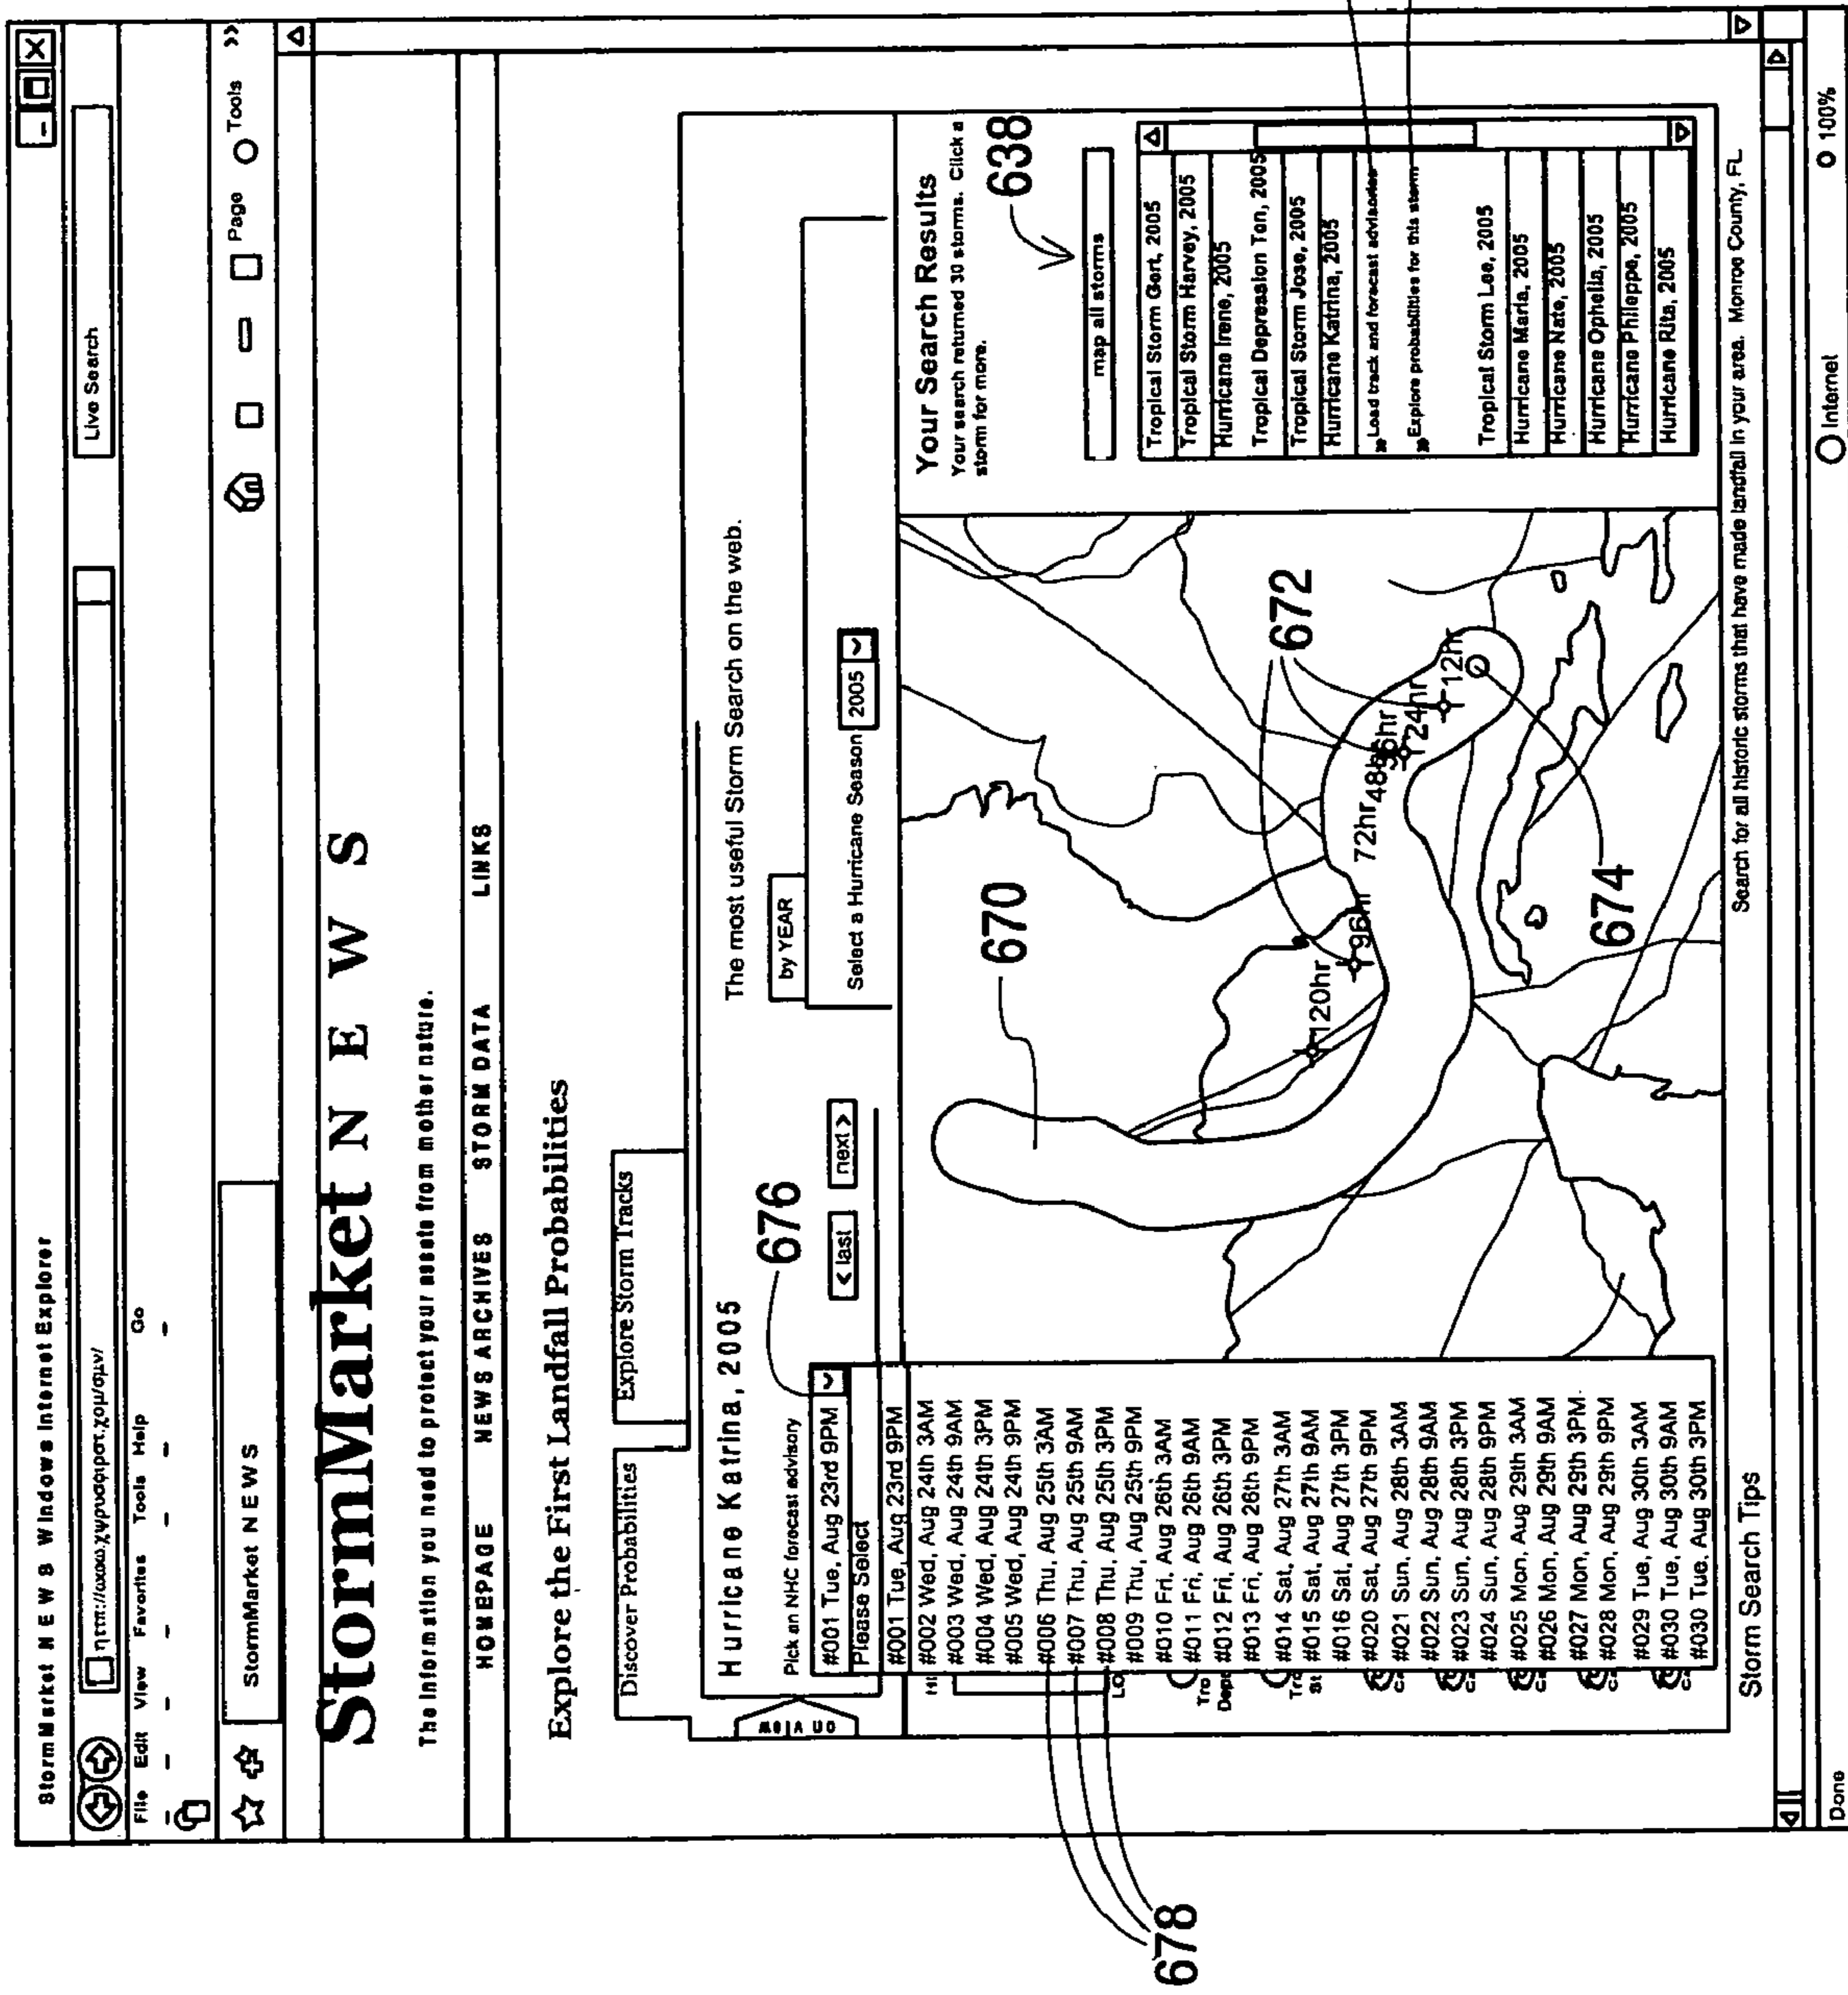 StormMarket N E W S Windows Internet Explorer
ηττπ://ωωω.χωρυσφιρστ.χομ/σμν/
Live Search
File Edit View Favorites Tools Help Go
StormMarket N E W S
Page
Tools
StormMarket N E W S
The information you need to protect your assets from mother nature.
HOMEPAGE NEWS ARCHIVES STORM DATA LINKS
Explore the First Landfall Probabilities
Discover Probabilities
Explore Storm Tracks
on view
Hurricane Katrina, 2005
The most useful Storm Search on the web.
Pick an NHC forecast advisory
676
< last
next >
by YEAR
Select a Hurricane Season 2005
#001 Tue, Aug 23rd 9PM
Please Select
#001 Tue, Aug 23rd 9PM
#002 Wed, Aug 24th 3AM
#003 Wed, Aug 24th 9AM
#004 Wed, Aug 24th 3PM
#005 Wed, Aug 24th 9PM
#006 Thu, Aug 25th 3AM
#007 Thu, Aug 25th 9AM
#008 Thu, Aug 25th 3PM
#009 Thu, Aug 25th 9PM
#010 Fri, Aug 26th 3AM
#011 Fri, Aug 26th 9AM
#012 Fri, Aug 26th 3PM
#013 Fri, Aug 26th 9PM
#014 Sat, Aug 27th 3AM
#015 Sat, Aug 27th 9AM
#016 Sat, Aug 27th 3PM
#020 Sat, Aug 27th 9PM
#021 Sun, Aug 28th 3AM
#022 Sun, Aug 28th 9AM
#023 Sun, Aug 28th 3PM
#024 Sun, Aug 28th 9PM
#025 Mon, Aug 29th 3AM
#026 Mon, Aug 29th 9AM
#027 Mon, Aug 29th 3PM
#028 Mon, Aug 29th 9PM
#029 Tue, Aug 30th 3AM
#030 Tue, Aug 30th 9AM
#030 Tue, Aug 30th 3PM
678
LO
Tro
Dep
Tro
St
670
672
674
120hr
96hr
72hr
48hr
36hr
24hr
12hr
Your Search Results
Your search returned 30 storms. Click a
storm for more.
638
map all storms
Tropical Storm Gert, 2005
Tropical Storm Harvey, 2005
Hurricane Irene, 2005
Tropical Depression Ten, 2005
Tropical Storm Jose, 2005
Hurricane Katrina, 2005
» Load track and forecast advisories
» Explore probabilities for this storm
Tropical Storm Lee, 2005
Hurricane Maria, 2005
Hurricane Nate, 2005
Hurricane Ophelia, 2005
Hurricane Phileppe, 2005
Hurricane Rita, 2005
Storm Search Tips
Search for all historic storms that have made landfall in your area. Monroe County, FL
Done
Internet
100%